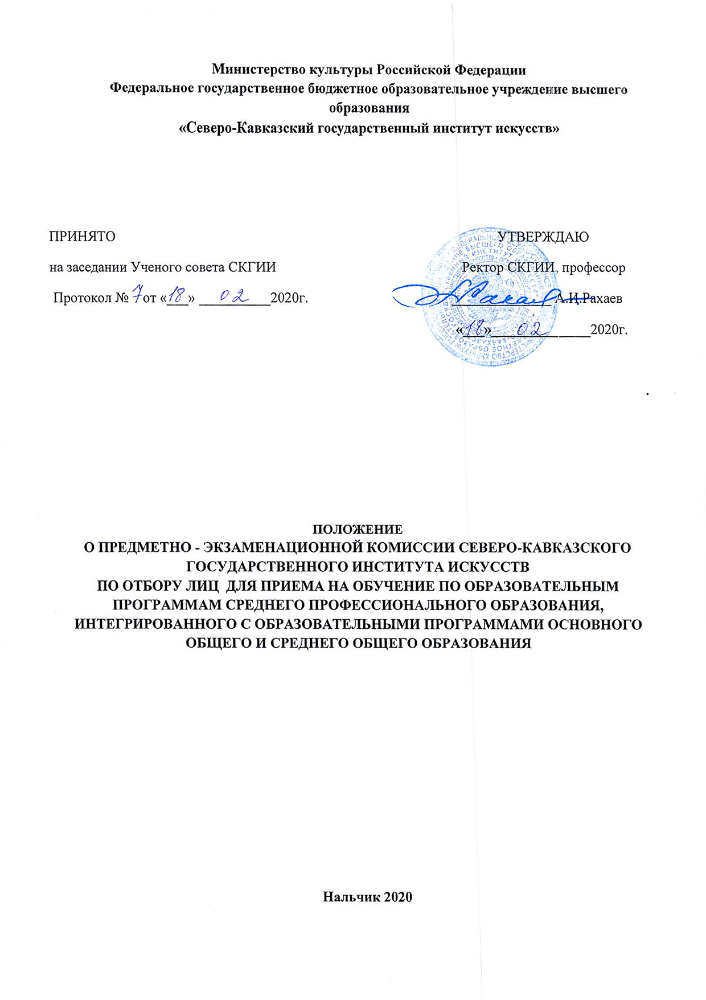 Министерство культуры Российской Федерации
Федеральное государственное бюджетное образовательное учреждение высшего
образования
«Северо-Кавказский государственный институт искусств»
ПРИНЯТО
на заседании Ученого совета СКГИИ
Протокол № 7 от «18» 02 2020г.
УТВЕРЖДАЮ
Ректор СКГИИ, профессор
А.И.Рахаев
«18» 02 2020г.
ПОЛОЖЕНИЕ
О ПРЕДМЕТНО - ЭКЗАМЕНАЦИОННОЙ КОМИССИИ СЕВЕРО-КАВКАЗСКОГО
ГОСУДАРСТВЕННОГО ИНСТИТУТА ИСКУССТВ
ПО ОТБОРУ ЛИЦ ДЛЯ ПРИЕМА НА ОБУЧЕНИЕ ПО ОБРАЗОВАТЕЛЬНЫМ
ПРОГРАММАМ СРЕДНЕГО ПРОФЕССИОНАЛЬНОГО ОБРАЗОВАНИЯ,
ИНТЕГРИРОВАННОГО С ОБРАЗОВАТЕЛЬНЫМИ ПРОГРАММАМИ ОСНОВНОГО
ОБЩЕГО И СРЕДНЕГО ОБЩЕГО ОБРАЗОВАНИЯ
Нальчик 2020